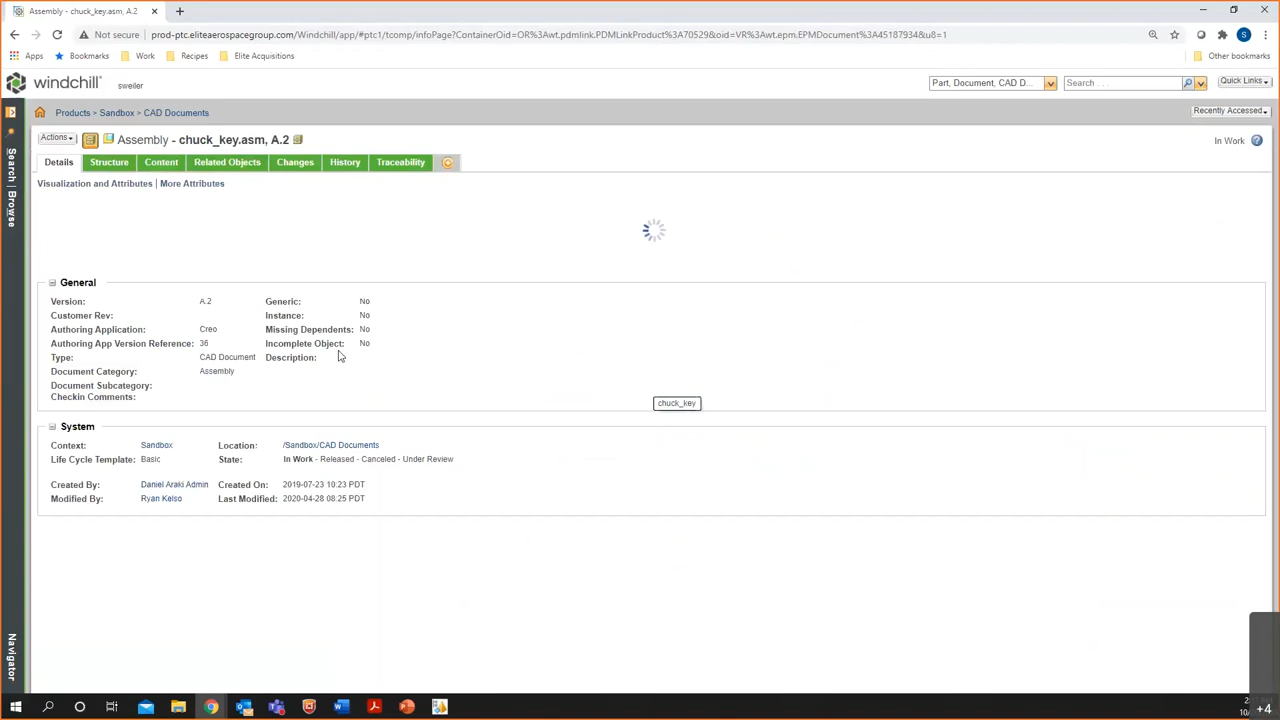 Assembly - chuck_key.asm, A.2
Not secure prod-ptc.eliteaerospacegroup.com/Windchill/app/#ptc1/tcomp/infoPage?ContainerOid=OR%3Awt.pdmlink.PDMLinkProduct%3A70529&oid=VR%3Awt.epm.EPMDocument%3A45187934&u8=1
S
Apps Bookmarks Work Recipes Elite Acquisitions Other bookmarks
windchill sweiler Part, Document, CAD D... Search . . . Quick Links
Products > Sandbox > CAD Documents Recently Accessed
Actions Assembly - chuck_key.asm, A.2 In Work
Details Structure Content Related Objects Changes History Traceability
Visualization and Attributes | More Attributes
Search | Browse
General
Version: A.2 Generic: No
Customer Rev: Instance: No
Authoring Application: Creo Missing Dependents: No
Authoring App Version Reference: 36 Incomplete Object: No
Type: CAD Document Description:
Document Category: Assembly
Document Subcategory:
Checkin Comments:
chuck_key
System
Context: Sandbox Location: /Sandbox/CAD Documents
Life Cycle Template: Basic State: In Work - Released - Canceled - Under Review
Created By: Daniel Araki Admin Created On: 2019-07-23 10:23 PDT
Modified By: Ryan Kelso Last Modified: 2020-04-28 08:25 PDT
Navigator
+4